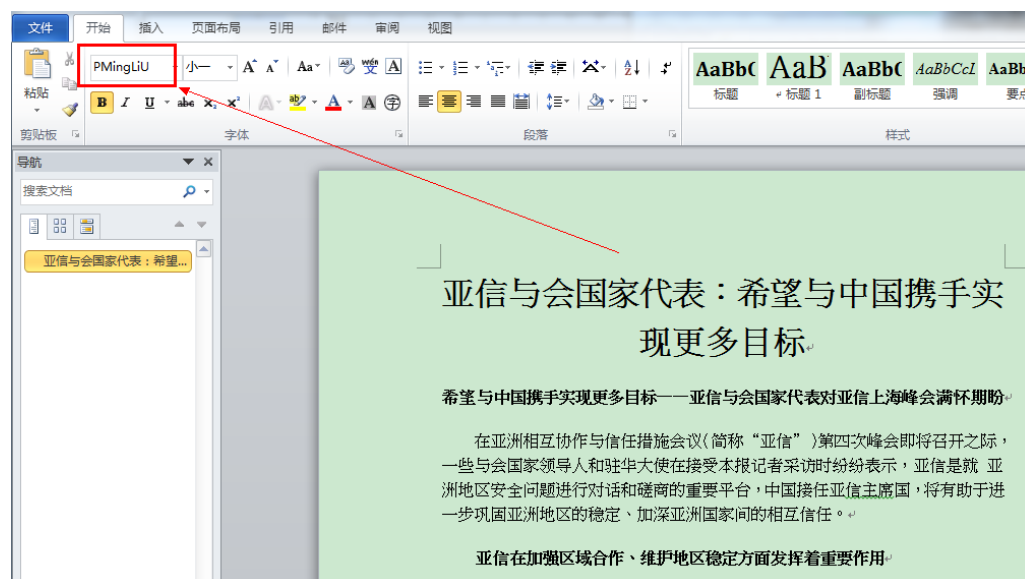 文件 开始 插入 页面布局 引用 邮件 审阅 视图
PMingLiU 小一 A A Aa wén 文 A
粘贴
B I U abe x₂ x² A ab A A 字
AaBbC AaB AaBbC AaBbCcL AaBb
标题 标题 1 副标题 强调 要点
剪贴板 字体 段落 样式
导航
搜索文档
亚信与会国家代表：希望...
亚信与会国家代表：希望与中国携手实
现更多目标
希望与中国携手实现更多目标——亚信与会国家代表对亚信上海峰会满怀期盼
在亚洲相互协作与信任措施会议(简称“亚信”)第四次峰会即将召开之际，
一些与会国家领导人和驻华大使在接受本报记者采访时纷纷表示，亚信是就 亚
洲地区安全问题进行对话和磋商的重要平台，中国接任亚信主席国，将有助于进
一步巩固亚洲地区的稳定、加深亚洲国家间的相互信任。
亚信在加强区域合作、维护地区稳定方面发挥着重要作用